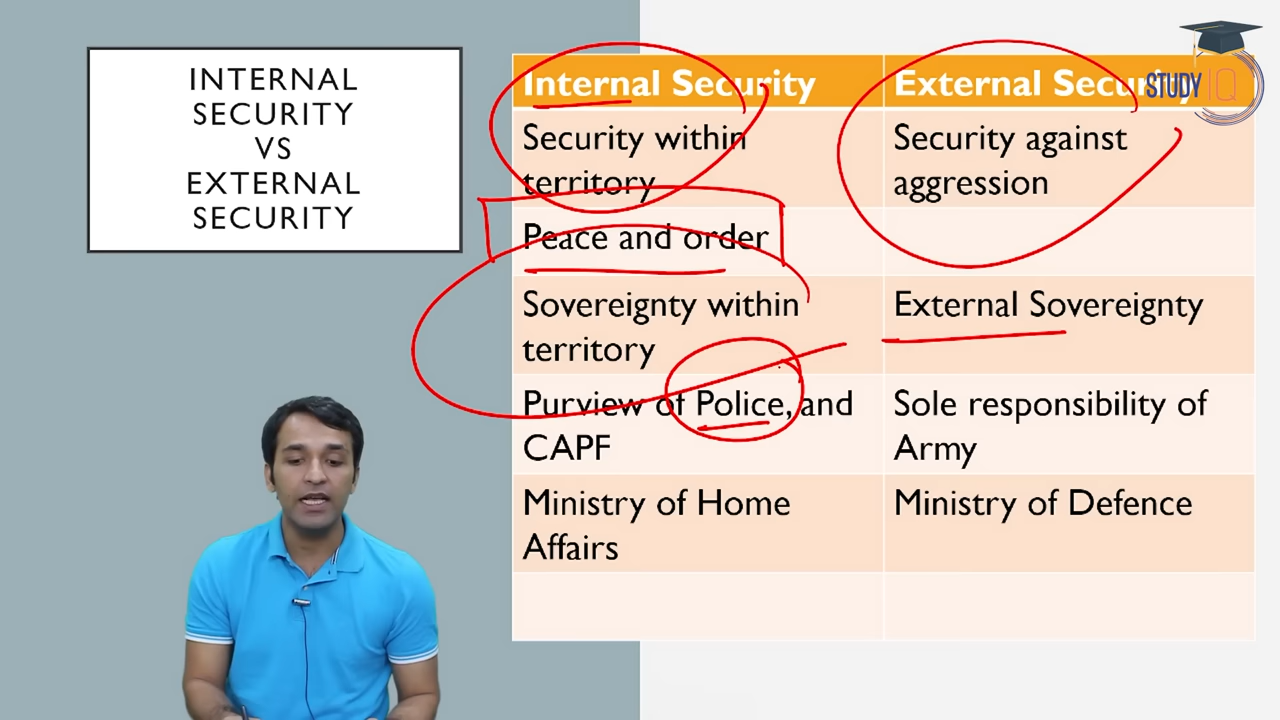 INTERNAL
SECURITY
VS
EXTERNAL
SECURITY
STUDY IQ
Internal Security
External Security
Security within
territory
Security against
aggression
Peace and order
Sovereignty within
territory
External Sovereignty
Purview of Police, and
CAPF
Sole responsibility of
Army
Ministry of Home
Affairs
Ministry of Defence